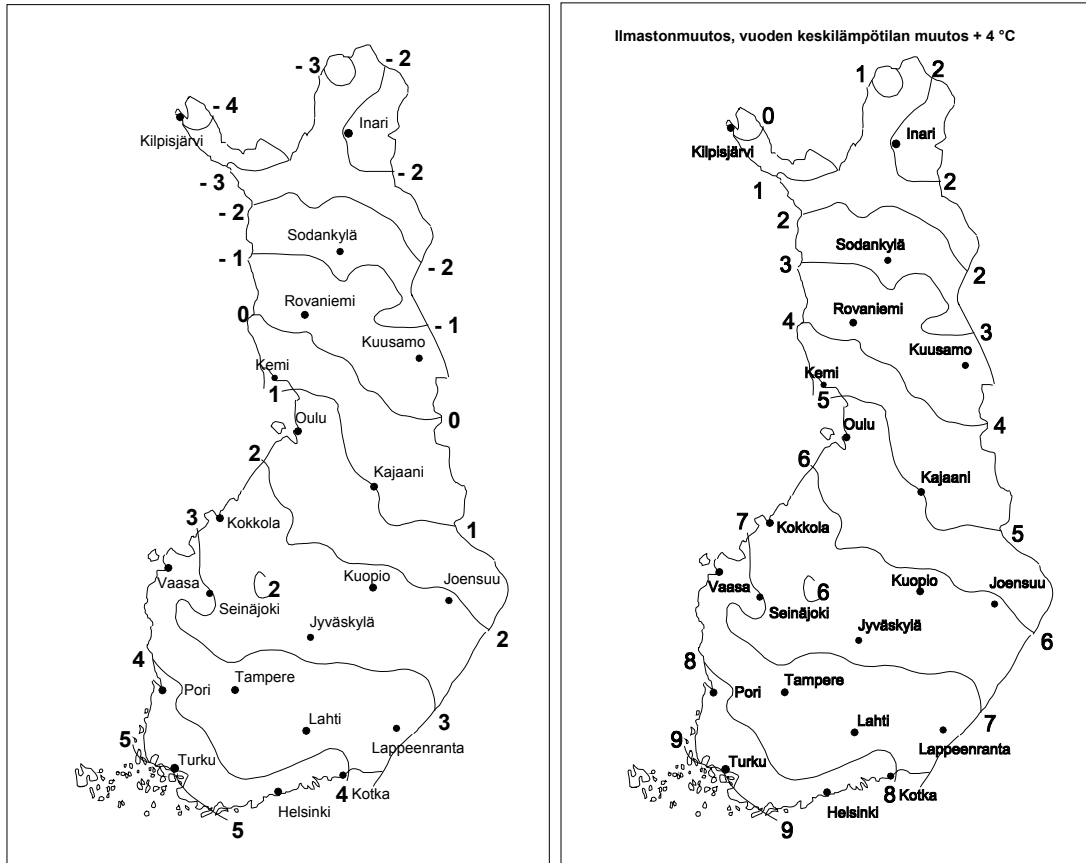 - 3
- 2
- 4
Inari
Kilpisjärvi
- 3
- 2
- 2
Sodankylä
- 1
- 2
Rovaniemi
0
- 1
Kuusamo
Kemi
1
Oulu
0
2
Kajaani
3
Kokkola
1
Vaasa
2
Kuopio
Joensuu
Seinäjoki
Jyväskylä
2
4
Pori
Tampere
3
Lahti
Lappeenranta
5
Turku
4
Kotka
Helsinki
5
Ilmastonmuutos, vuoden keskilämpötilan muutos + 4 °C
1
2
0
Inari
Kilpisjärvi
1
2
2
Sodankylä
3
2
Rovaniemi
4
3
Kuusamo
Kemi
5
Oulu
4
6
Kajaani
7
Kokkola
5
Vaasa
6
Kuopio
Joensuu
Seinäjoki
Jyväskylä
6
8
Pori
Tampere
7
Lahti
Lappeenranta
9
Turku
8
Kotka
Helsinki
9